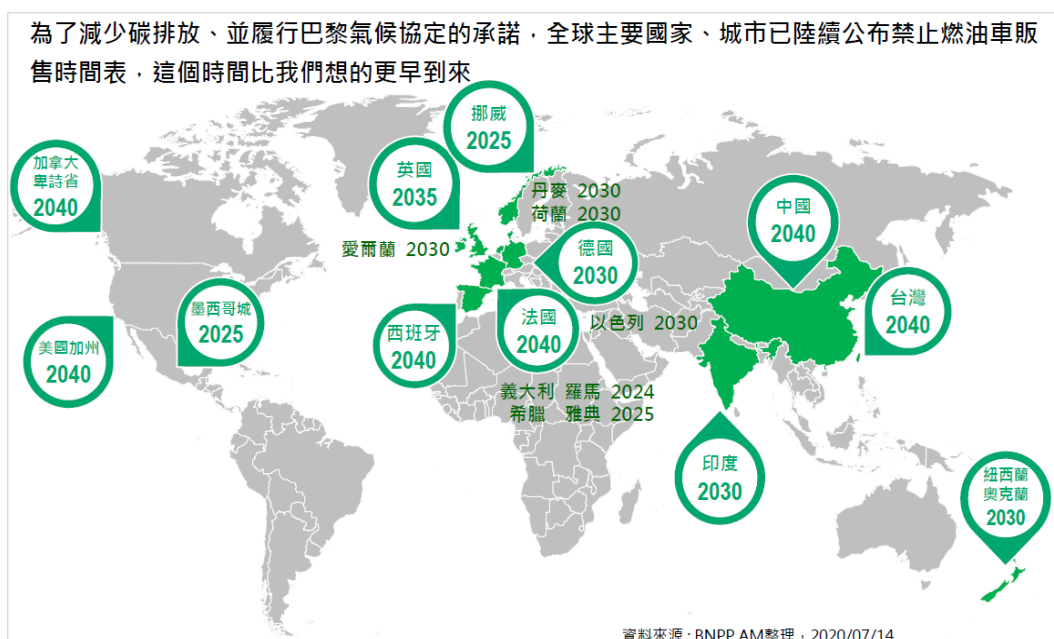 為了減少碳排放、並履行巴黎氣候協定的承諾，全球主要國家、城市已陸續公布禁止燃油車販
售時間表，這個時間比我們想的更早到來
挪威
2025
加拿大
卑詩省
2040
英國
2035
丹麥 2030
荷蘭 2030
中國
2040
愛爾蘭 2030
德國
2030
墨西哥城
2025
台灣
2040
美國加州
2040
西班牙
2040
法國
2040
以色列 2030
義大利 羅馬 2024
希臘 雅典 2025
印度
2030
紐西蘭
奧克蘭
2030
資料來源：BNPP AM整理，2020/07/14